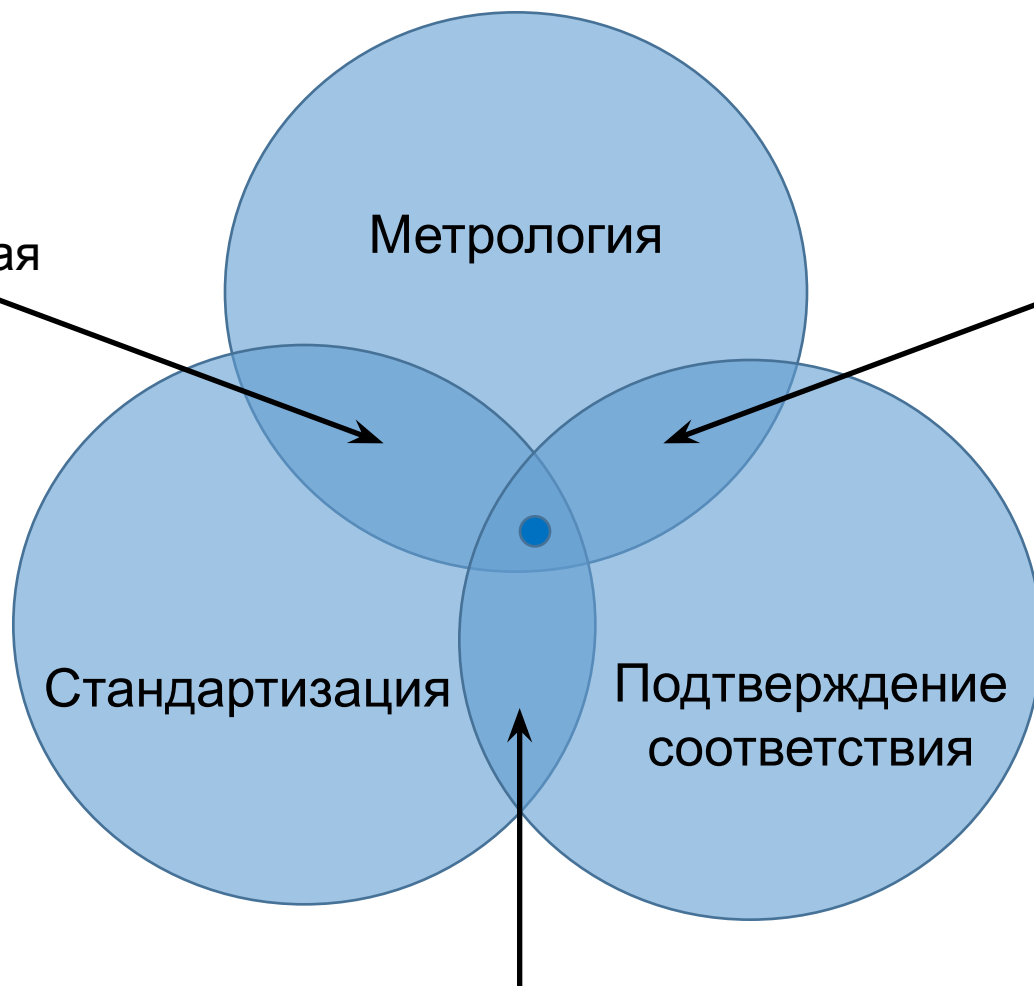 Метрология
ая
Стандартизация
Подтверждение
соответствия